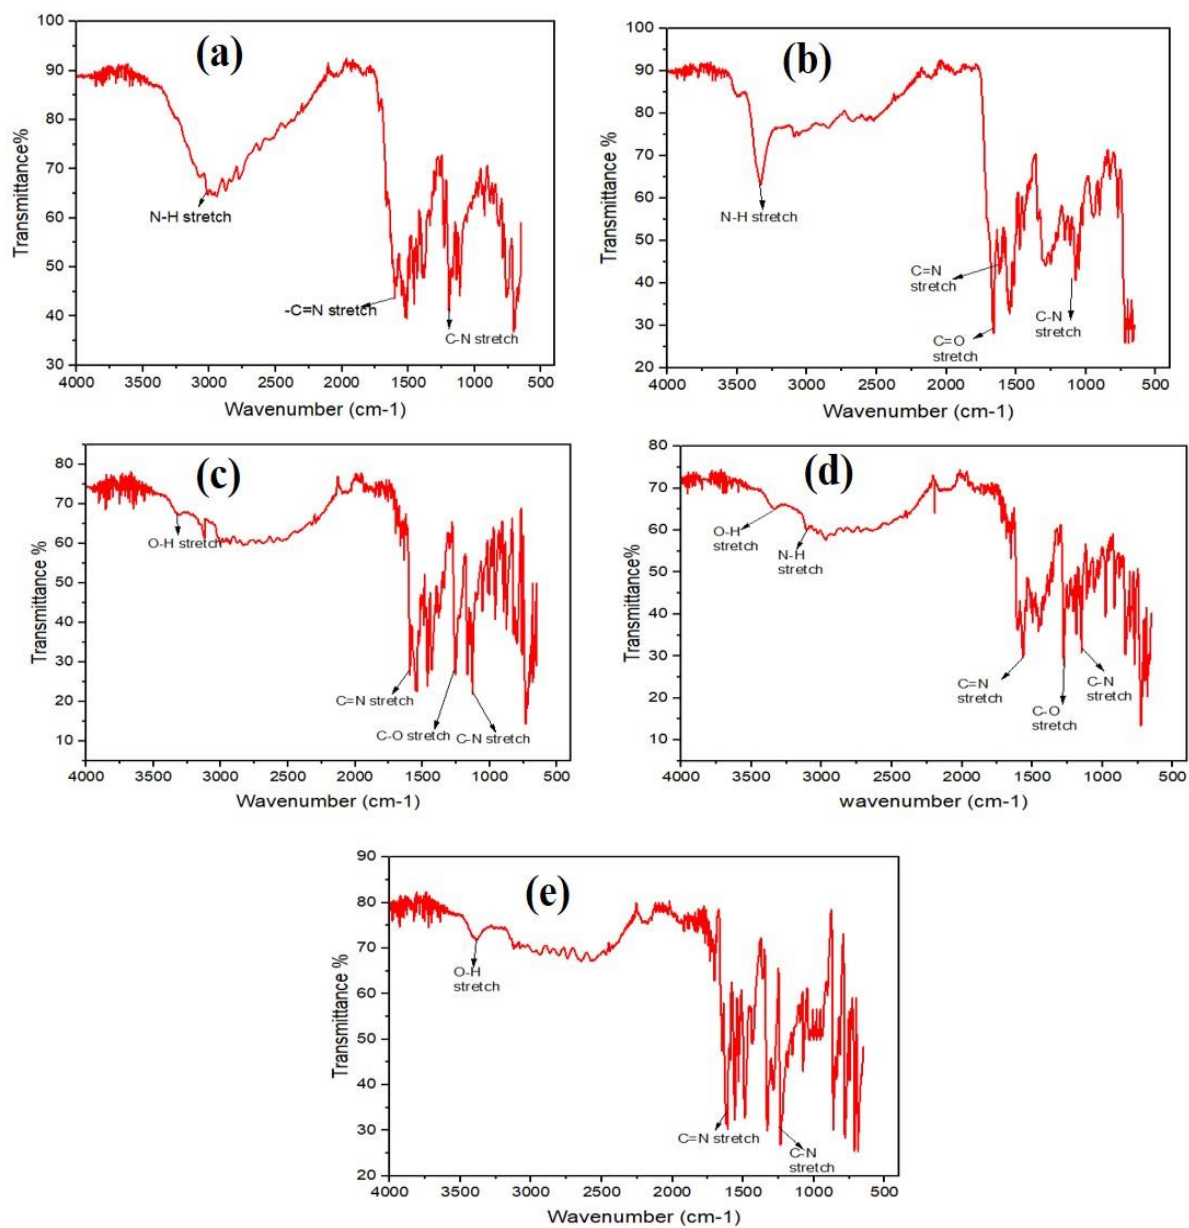 (a)
Transmittance%
100
90
80
70
60
50
40
30
N-H stretch
-C=N stretch
C-N stretch
4000 3500 3000 2500 2000 1500 1000 500
Wavenumber (cm-1)
(b)
Transmittance %
100
90
80
70
60
50
40
30
20
N-H stretch
C=N
stretch
C=O
stretch
C-N
stretch
4000 3500 3000 2500 2000 1500 1000 500
Wavenumber (cm-1)
(c)
Transmittance %
80
70
60
50
40
30
20
10
O-H stretch
C=N stretch
C-O stretch
C-N stretch
4000 3500 3000 2500 2000 1500 1000 500
Wavenumber (cm-1)
(d)
Transmittance%
80
70
60
50
40
30
20
10
O-H
stretch
N-H
stretch
C=N
stretch
C-O
stretch
C-N
stretch
4000 3500 3000 2500 2000 1500 1000 500
wavenumber (cm-1)
(e)
Transmittance %
90
80
70
60
50
40
30
20
O-H
stretch
C=N stretch
C-N
stretch
4000 3500 3000 2500 2000 1500 1000 500
Wavenumber (cm-1)